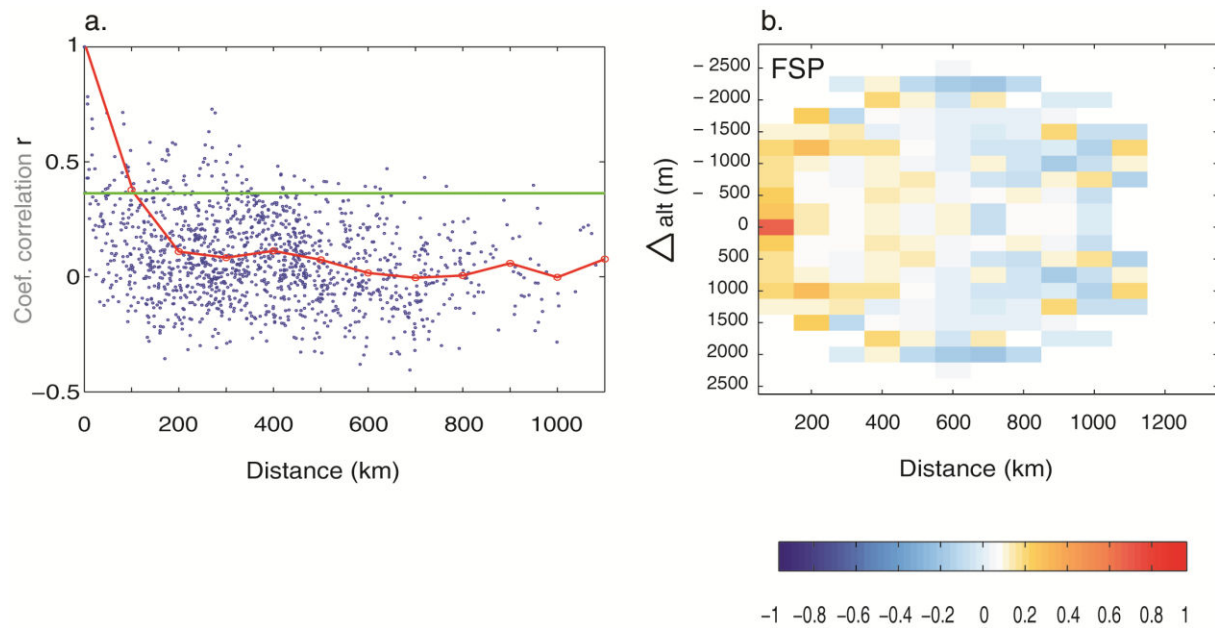 a.
1
0.5
0
−0.5
Coef. correlation r
0 200 400 600 800 1000
Distance (km)
b.
FSP
- 2500
- 2000
- 1500
- 1000
- 500
0
500
1000
1500
2000
2500
△ alt (m)
200 400 600 800 1000 1200
Distance (km)
-1 -0.8 -0.6 -0.4 -0.2 0 0.2 0.4 0.6 0.8 1